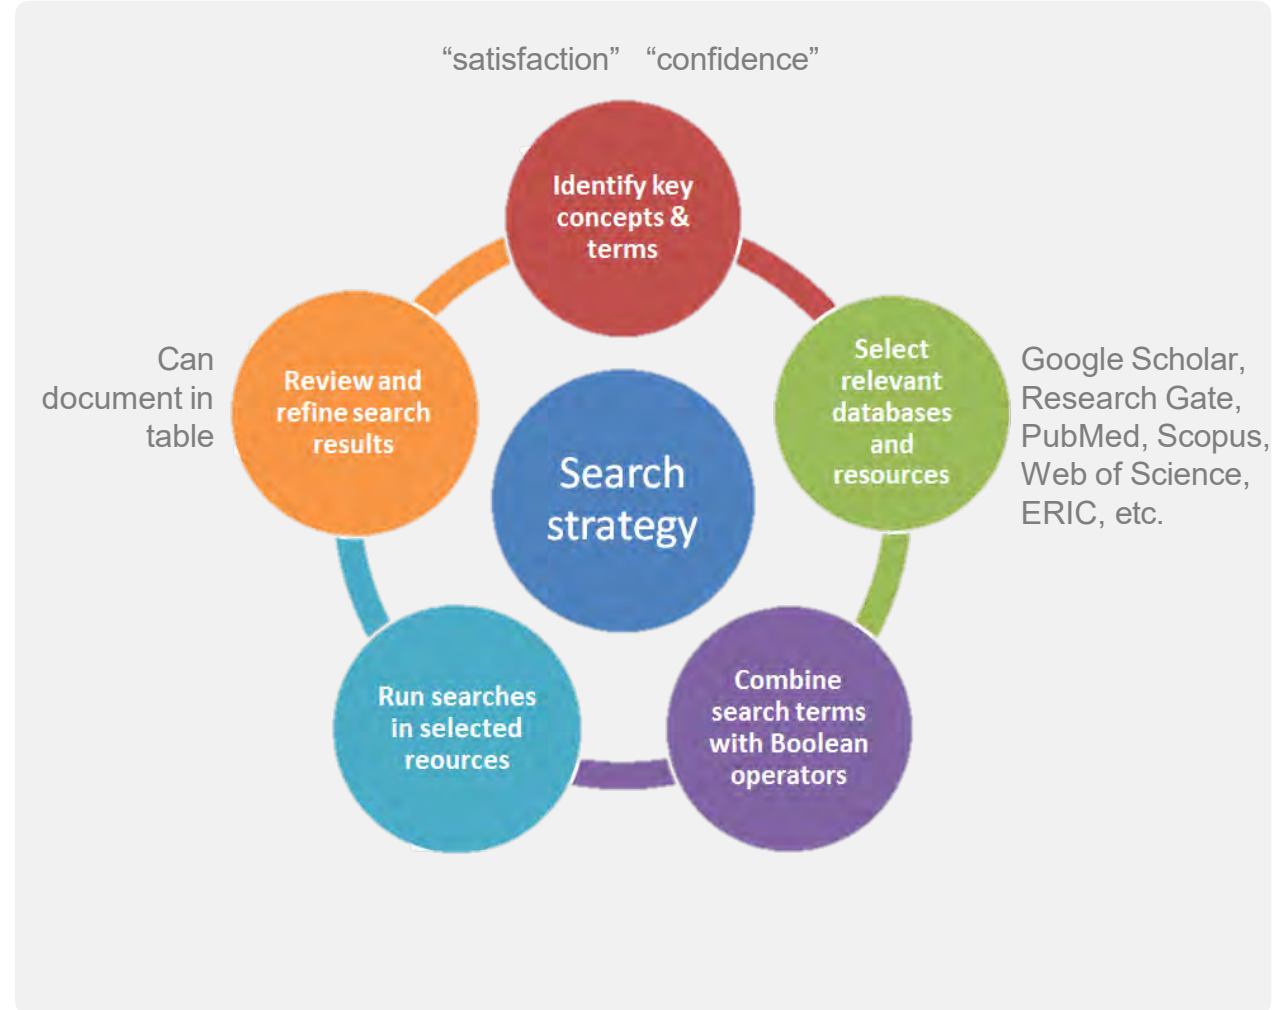 “satisfaction” “confidence”
Identify key
concepts &
terms
Select
relevant
databases
and
resources
Google Scholar,
Research Gate,
PubMed, Scopus,
Web of Science,
ERIC, etc.
Combine
search terms
with Boolean
operators
Run searches
in selected
reources
Review and
refine search
results
Can
document in
table
Search
strategy